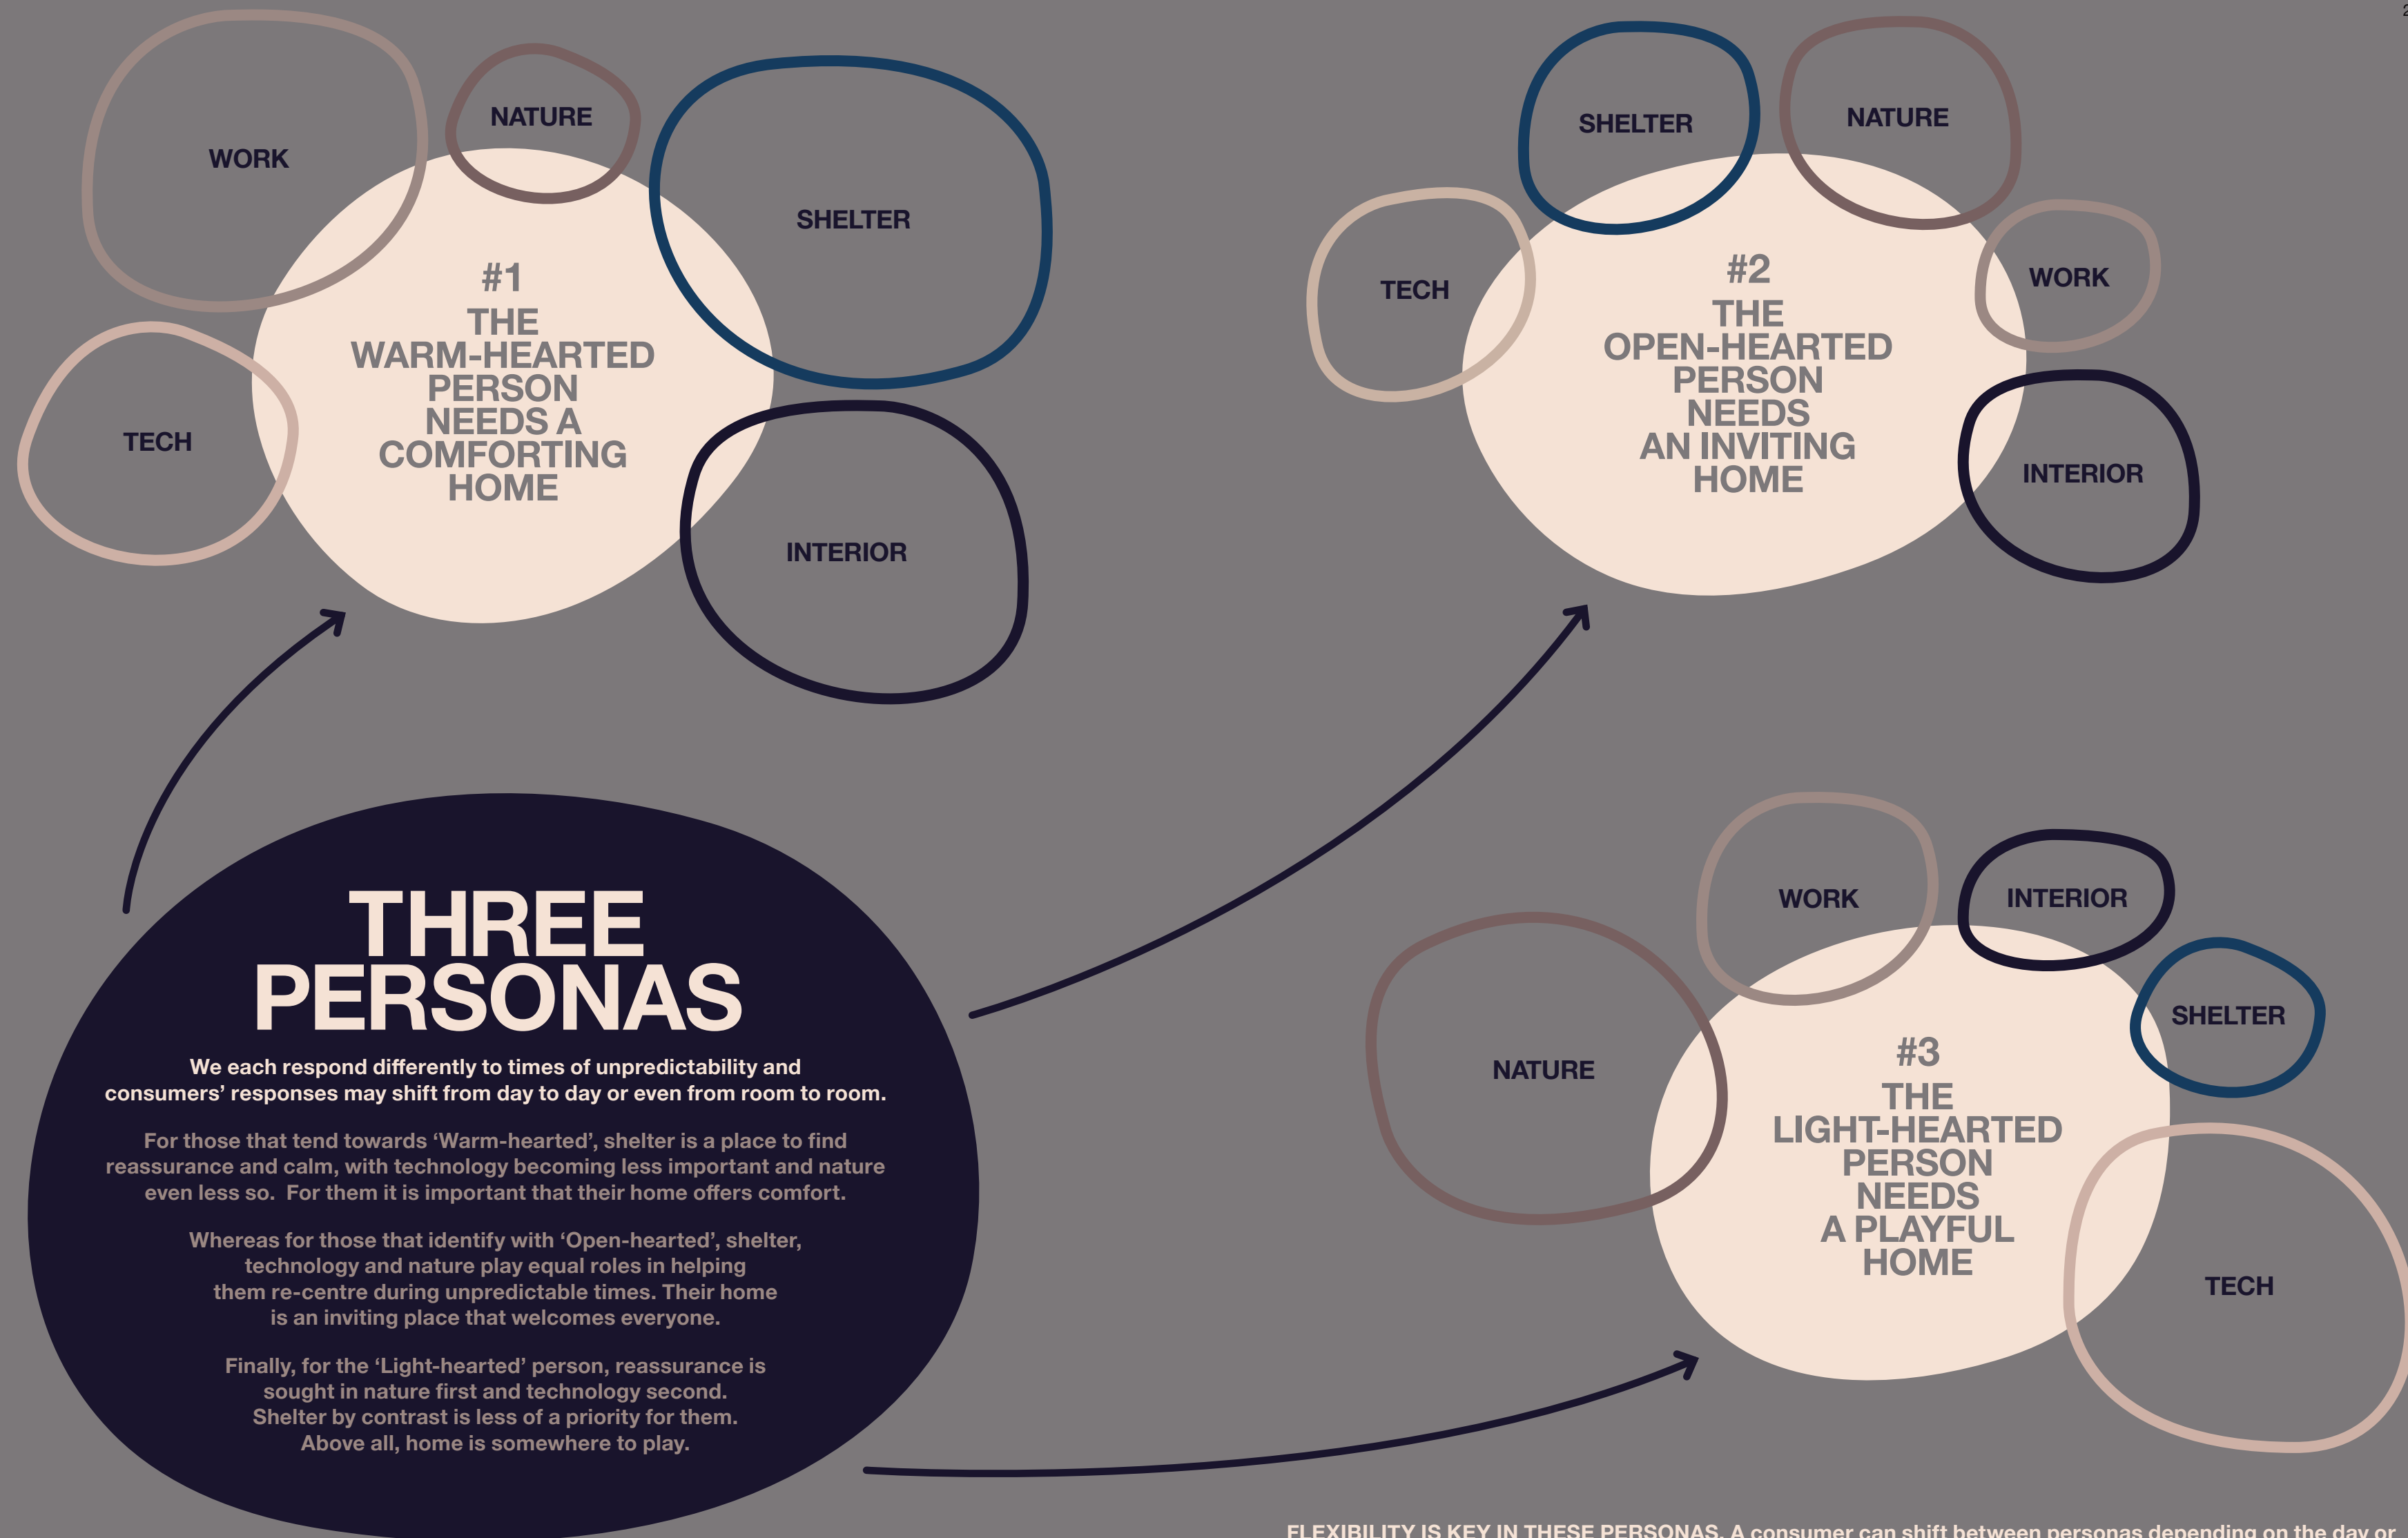 2
WORK
NATURE
SHELTER
TECH
INTERIOR
#1
THE
WARM-HEARTED
PERSON
NEEDS A
COMFORTING
HOME
SHELTER
NATURE
TECH
WORK
INTERIOR
#2
THE
OPEN-HEARTED
PERSON
NEEDS
AN INVITING
HOME
THREE
PERSONAS
We each respond differently to times of unpredictability and
consumers’ responses may shift from day to day or even from room to room.
For those that tend towards ‘Warm-hearted’, shelter is a place to find
reassurance and calm, with technology becoming less important and nature
even less so. For them it is important that their home offers comfort.
Whereas for those that identify with ‘Open-hearted’, shelter,
technology and nature play equal roles in helping
them re-centre during unpredictable times. Their home
is an inviting place that welcomes everyone.
Finally, for the ‘Light-hearted’ person, reassurance is
sought in nature first and technology second.
Shelter by contrast is less of a priority for them.
Above all, home is somewhere to play.
WORK
INTERIOR
SHELTER
NATURE
TECH
#3
THE
LIGHT-HEARTED
PERSON
NEEDS
A PLAYFUL
HOME
FLEXIBILITY IS KEY IN THESE PERSONAS. A consumer can shift between personas depending on the day or